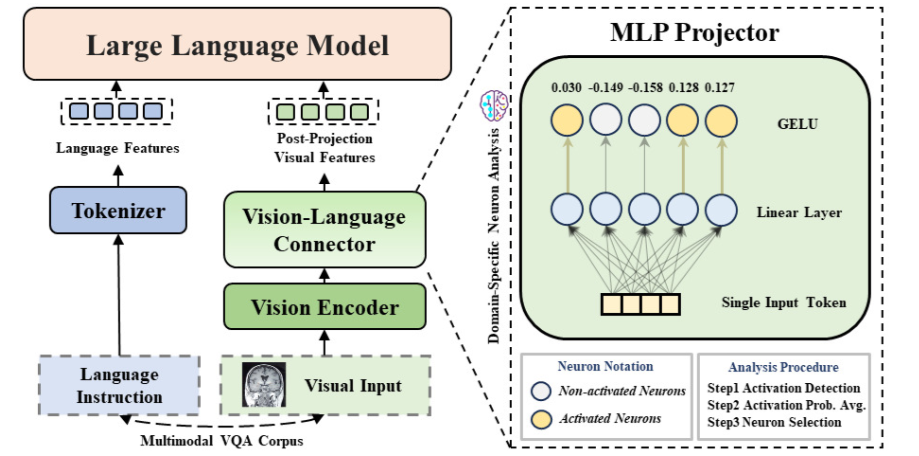 Large Language Model
Language Features
Post-Projection
Visual Features
Tokenizer
Vision-Language
Connector
Vision Encoder
Language
Instruction
Visual Input
Multimodal VQA Corpus
Domain-Specific Neuron Analysis
MLP Projector
0.030 -0.149 -0.158 0.128 0.127
GELU
Linear Layer
Single Input Token
Neuron Notation
Non-activated Neurons
Activated Neurons
Analysis Procedure
Step1 Activation Detection
Step2 Activation Prob. Avg.
Step3 Neuron Selection